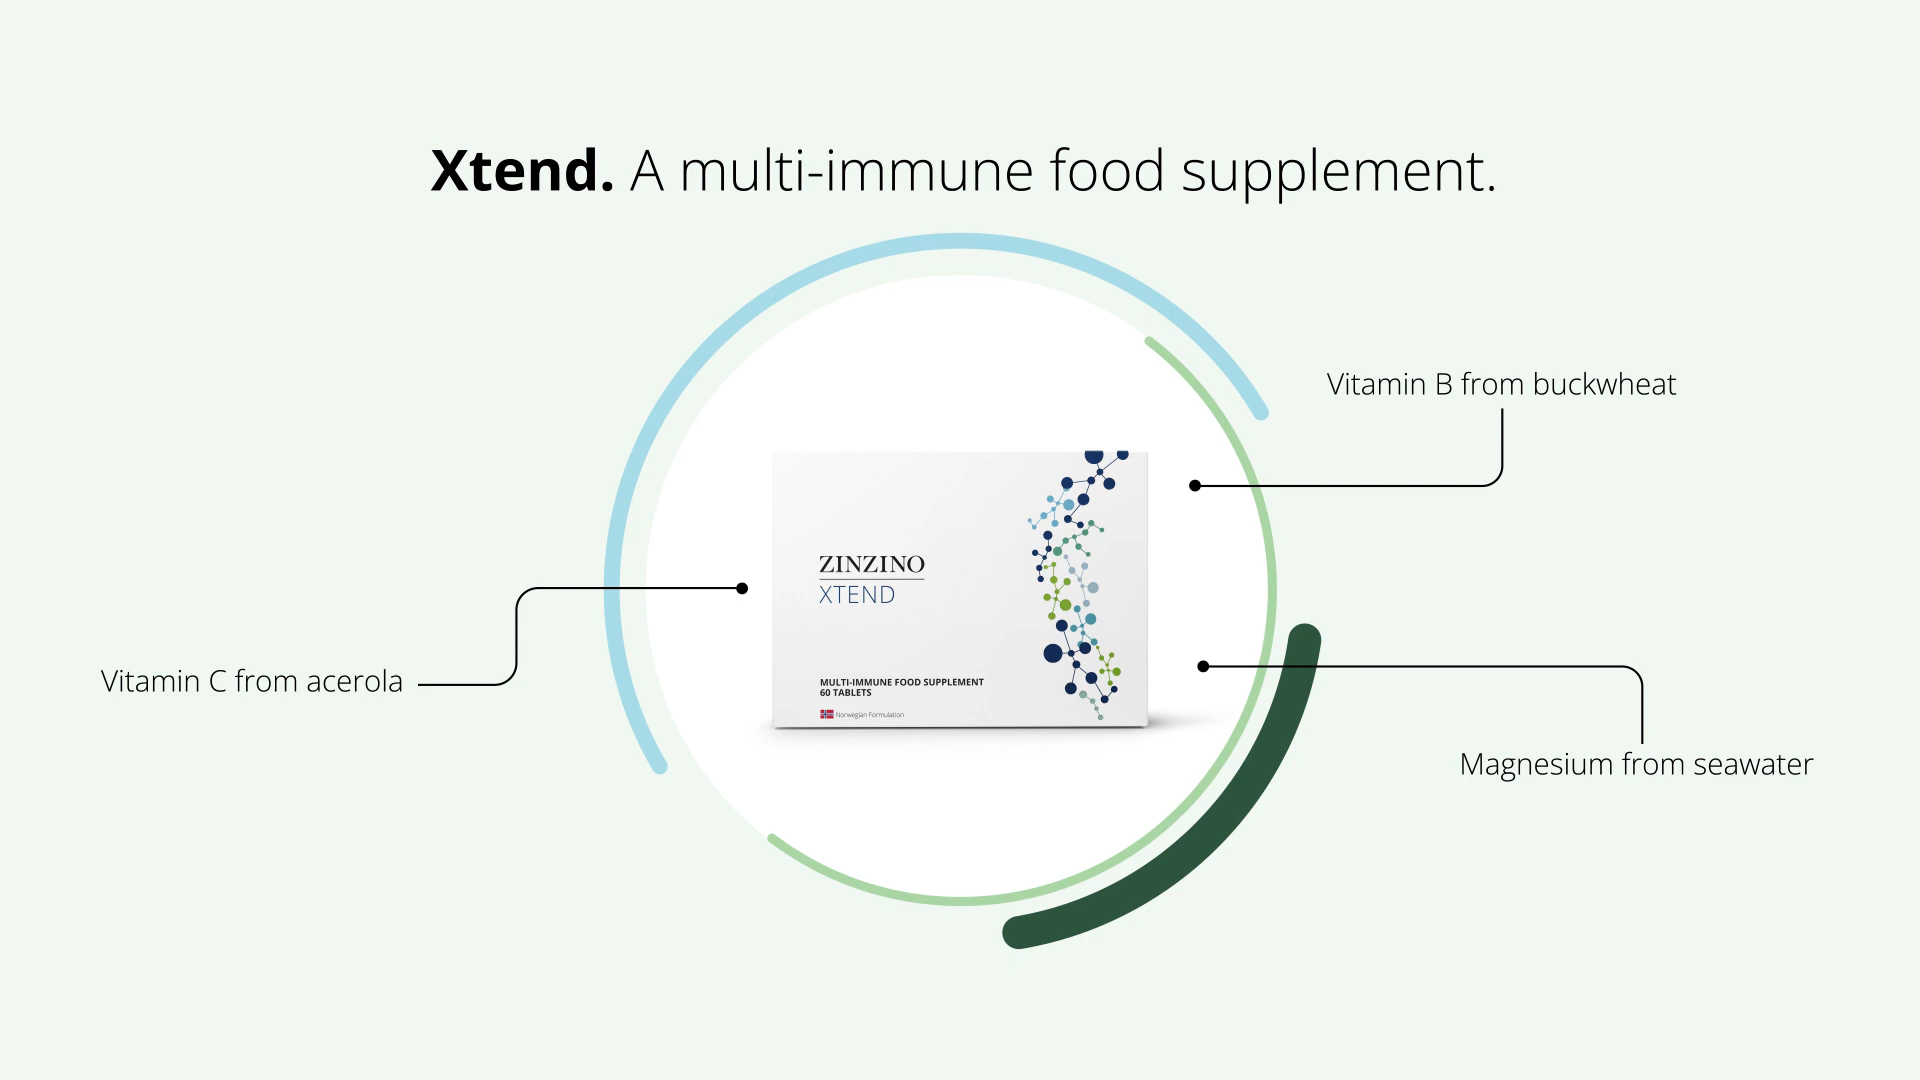 Xtend. A multi-immune food supplement.
Vitamin B from buckwheat
ZINZINO
XTEND
Vitamin C from acerola
MULTI-IMMUNE FOOD SUPPLEMENT
60 TABLETS
Norwegian Formulation
Magnesium from seawater